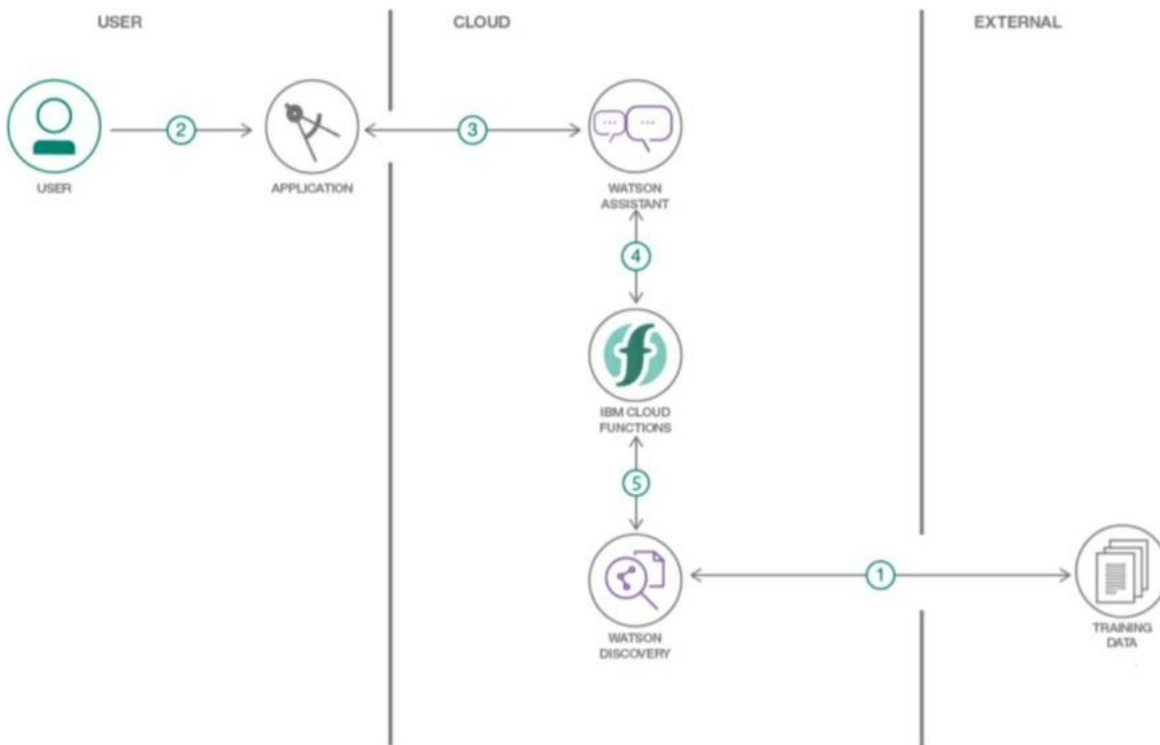 USER
CLOUD
EXTERNAL
2
3
USER
APPLICATION
WATSON
ASSISTANT
4
IBM CLOUD
FUNCTIONS
5
1
WATSON
DISCOVERY
TRAINING
DATA